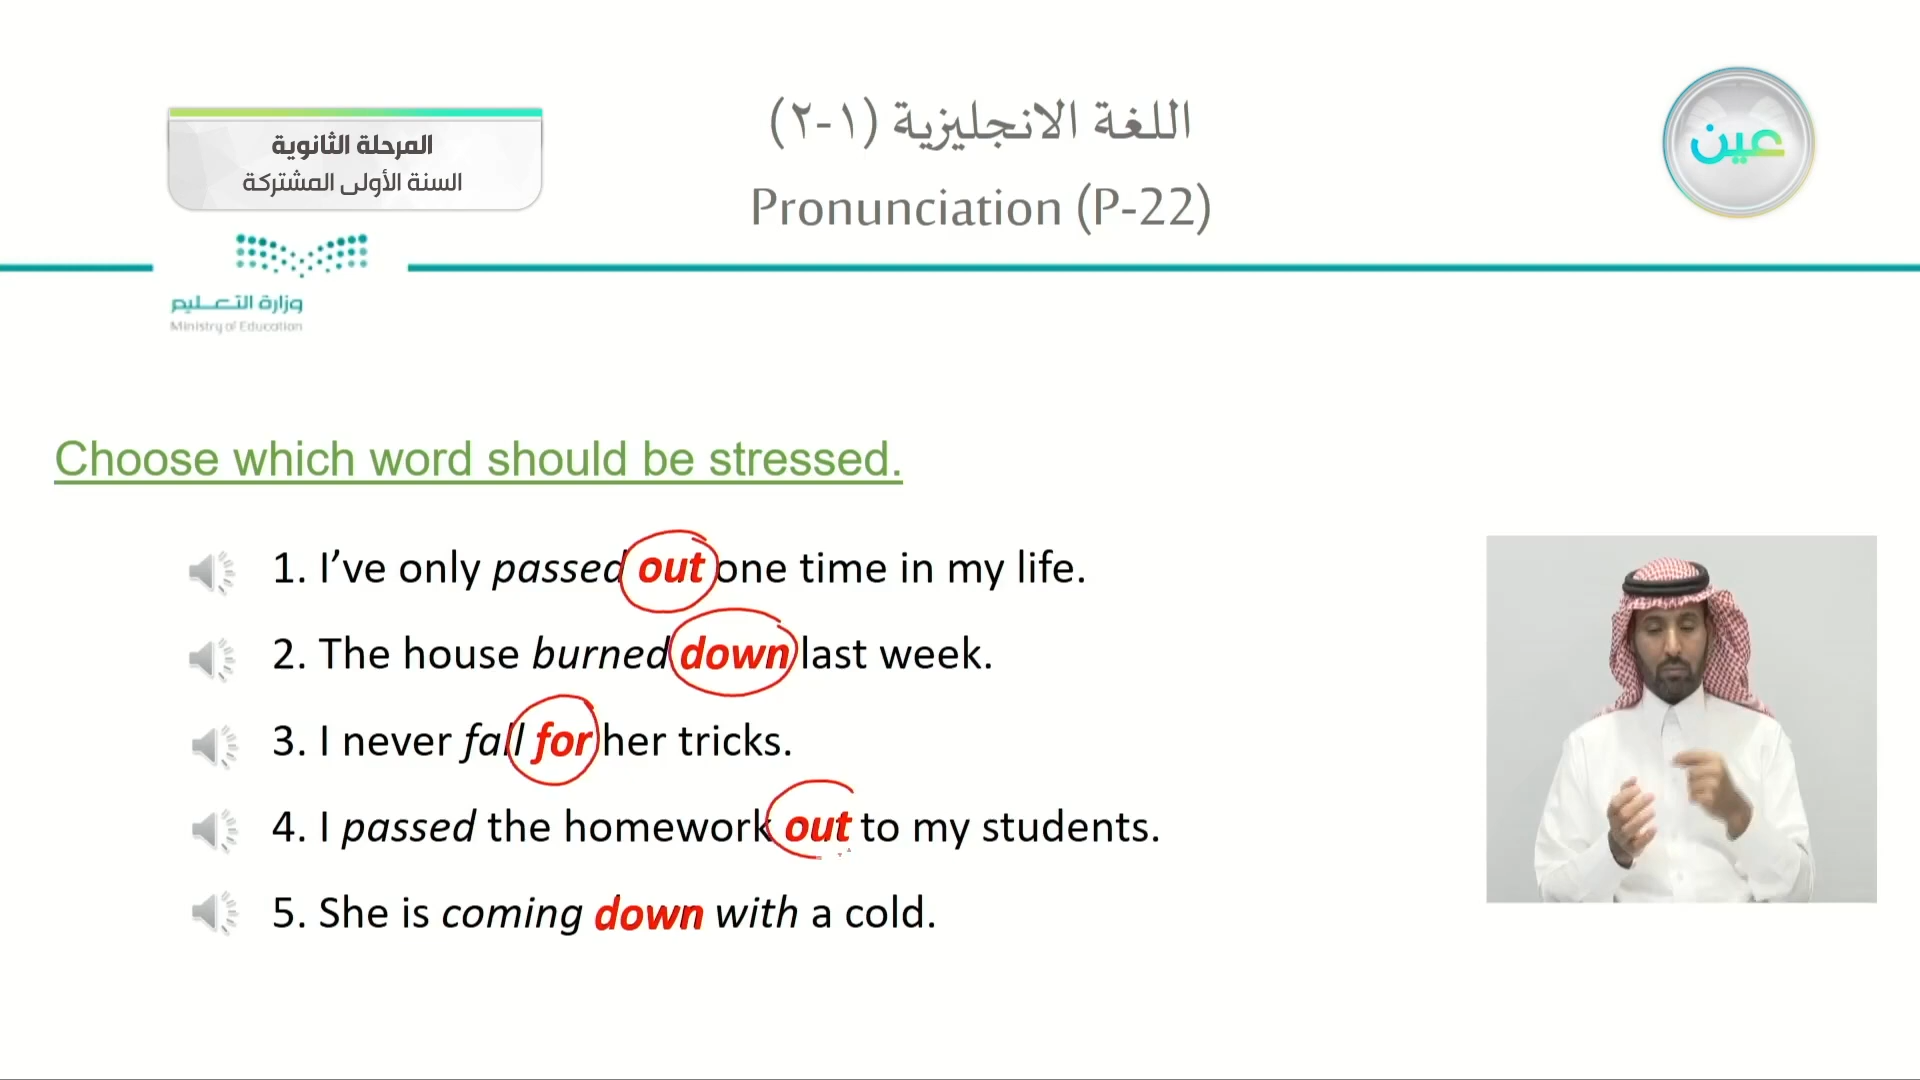 المرحلة الثانوية
السنة الأولى المشتركة
اللغة الانجليزية (١-٢)
Pronunciation (P-22)
عين
وزارة التعليم
Ministry of Education
Choose which word should be stressed.
1. I’ve only passed out one time in my life.
2. The house burned down last week.
3. I never fall for her tricks.
4. I passed the homework out to my students.
5. She is coming down with a cold.